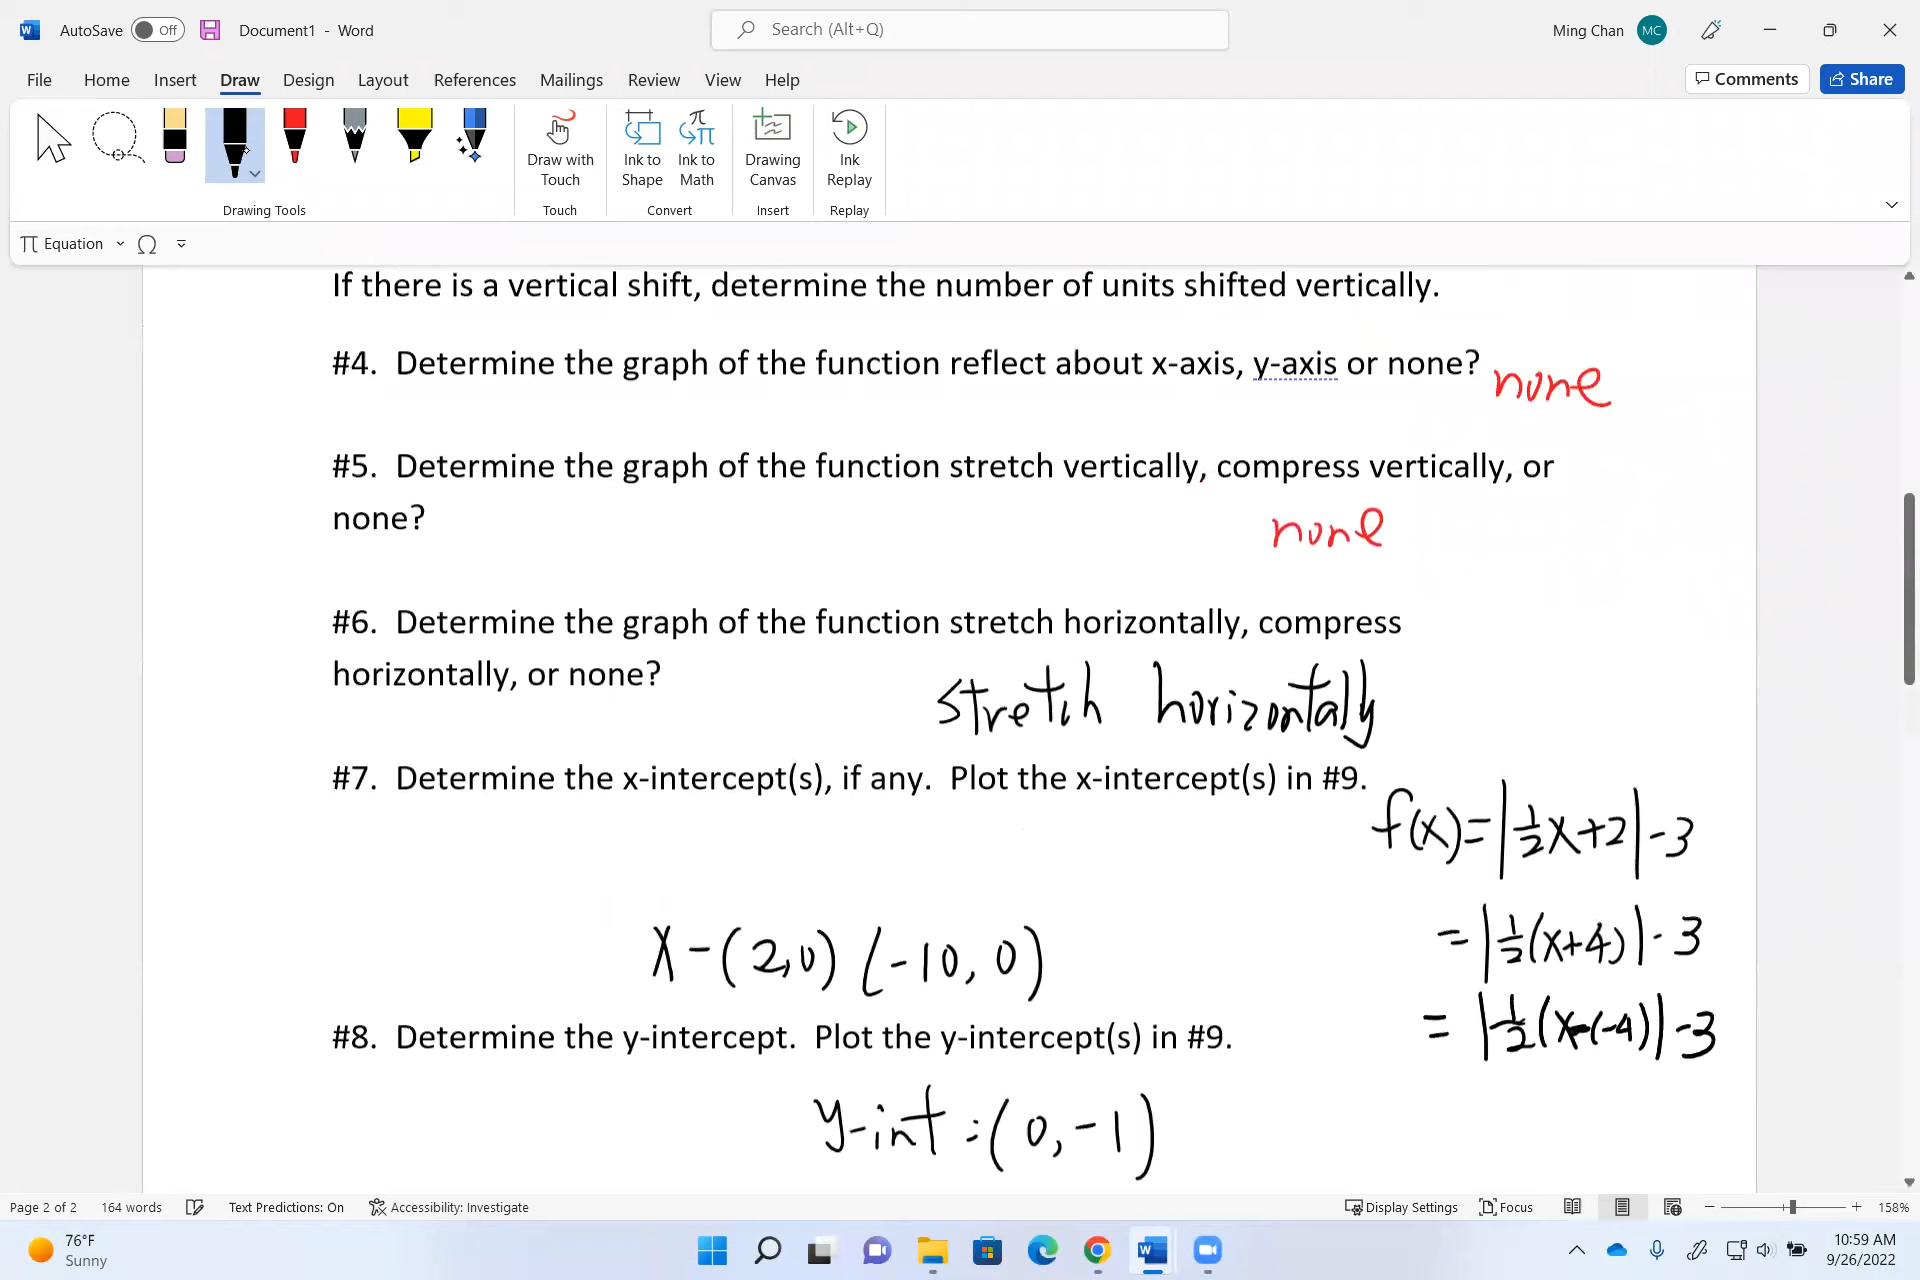 AutoSave Off Document1 - Word Search (Alt+Q) Ming Chan MC
File Home Insert Draw Design Layout References Mailings Review View Help Comments Share
Draw with Touch Ink to Shape Ink to Math Drawing Canvas Ink Replay
Drawing Tools Touch Convert Insert Replay
π Equation Ω
If there is a vertical shift, determine the number of units shifted vertically.
#4. Determine the graph of the function reflect about x-axis, y-axis or none? none
#5. Determine the graph of the function stretch vertically, compress vertically, or
none?
none
#6. Determine the graph of the function stretch horizontally, compress
horizontally, or none?
stretch horizontally
#7. Determine the x-intercept(s), if any. Plot the x-intercept(s) in #9.
f(x)=|½x+2|-3
=|½(x+4)|-3
x-(2,0) (-10,0)
=|½(x-(-4))|-3
#8. Determine the y-intercept. Plot the y-intercept(s) in #9.
y-int:(0,-1)
Page 2 of 2 164 words Text Predictions: On Accessibility: Investigate Display Settings Focus 158%
76°F
Sunny
10:59 AM
9/26/2022